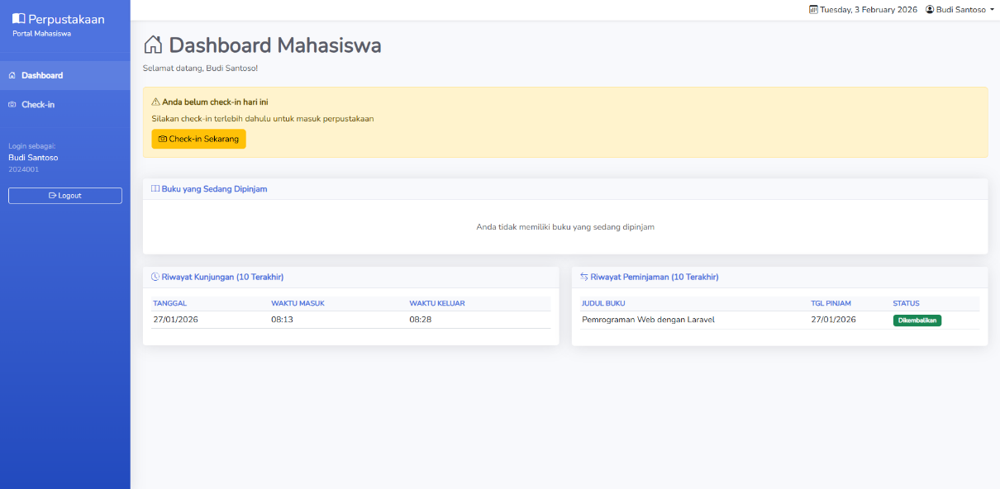 Perpustakaan
Portal Mahasiswa
Dashboard
Check-in
Login sebagai:
Budi Santoso
2024001
Logout
Tuesday, 3 February 2026 Budi Santoso
Dashboard Mahasiswa
Selamat datang, Budi Santoso!
Anda belum check-in hari ini
Silakan check-in terlebih dahulu untuk masuk perpustakaan
Check-in Sekarang
Buku yang Sedang Dipinjam
Anda tidak memiliki buku yang sedang dipinjam
Riwayat Kunjungan (10 Terakhir)
TANGGAL WAKTU MASUK WAKTU KELUAR
27/01/2026 08:13 08:28
Riwayat Peminjaman (10 Terakhir)
JUDUL BUKU TGL PINJAM STATUS
Pemrograman Web dengan Laravel 27/01/2026 Dikembalikan